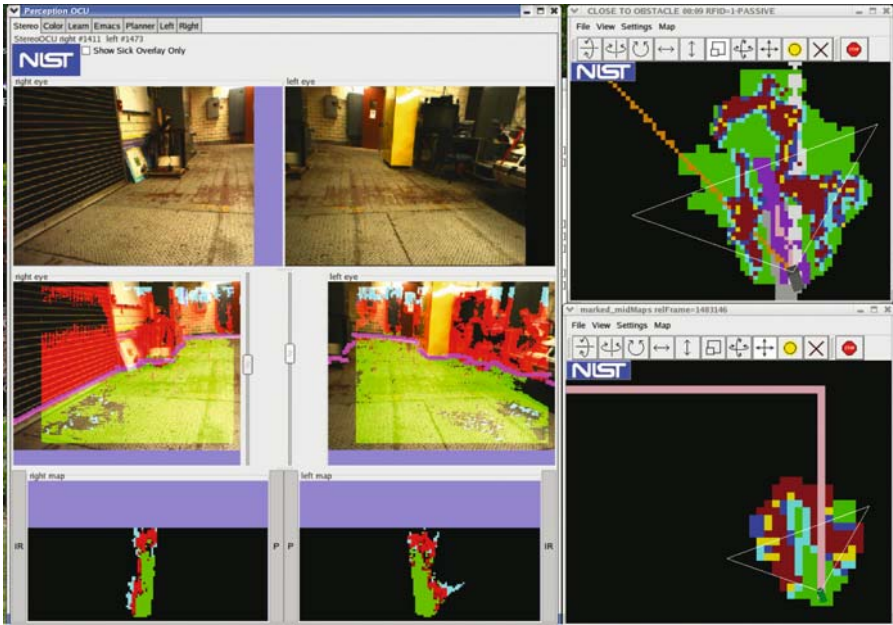 Perception OCU
Stereo Color Learn Emacs Planner Left Right
StereoOCU right #1411 left #1473
NIST
Show Sick Overlay Only
right eye
left eye
right eye
left eye
right map
left map
IR
P
P
IR
CLOSE TO OBSTACLE 00:09 RFID=1-PASSIVE
File View Settings Map
STOP
NIST
marked_midMaps relFrame=1483146
File View Settings Map
STOP
NIST